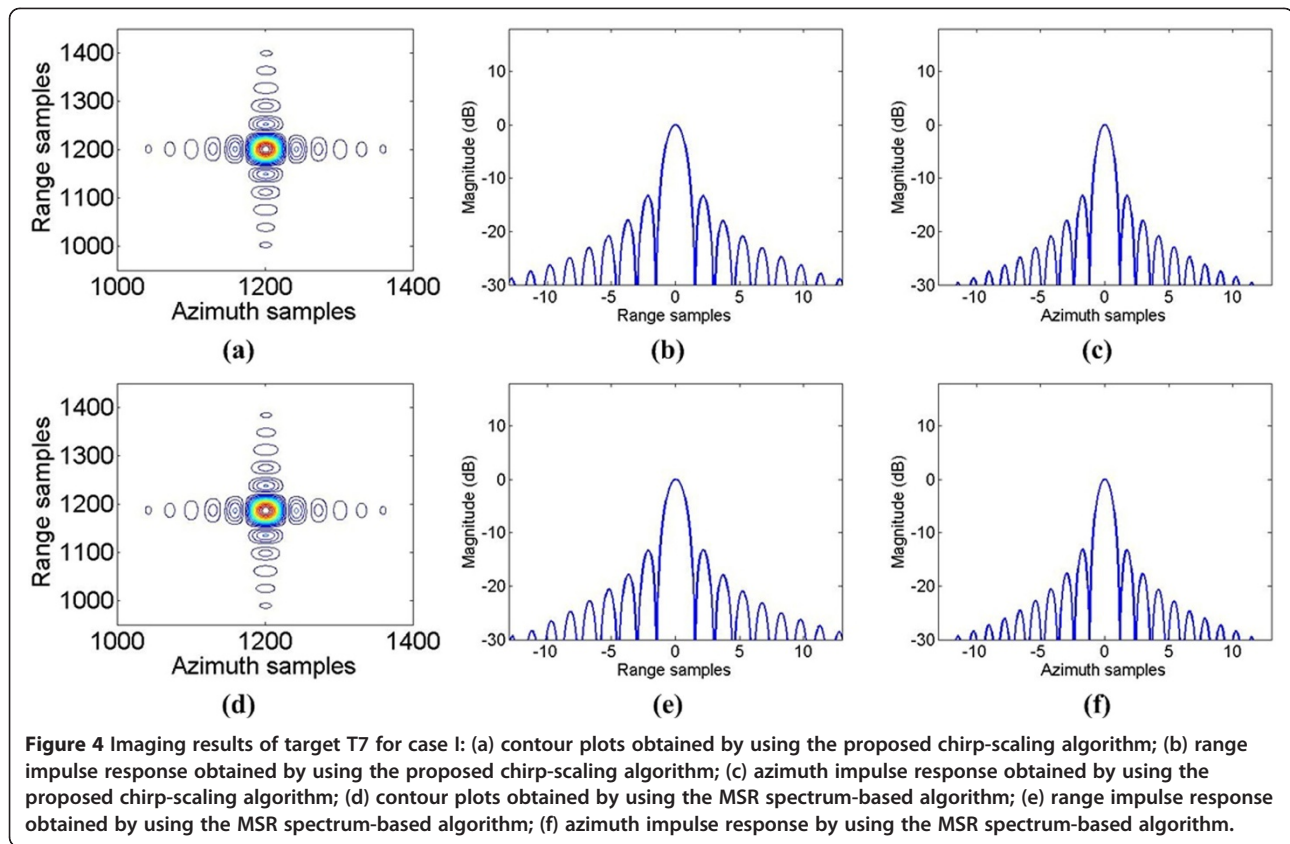 1400
1300
1200
1100
1000
Range samples
1000 1200 1400
Azimuth samples
(a)
10
0
-10
-20
-30
Magnitude (dB)
-10 -5 0 5 10
Range samples
(b)
10
0
-10
-20
-30
Magnitude (dB)
-10 -5 0 5 10
Azimuth samples
(c)
1400
1300
1200
1100
1000
Range samples
1000 1200 1400
Azimuth samples
(d)
10
0
-10
-20
-30
Magnitude (dB)
-10 -5 0 5 10
Range samples
(e)
10
0
-10
-20
-30
Magnitude (dB)
-10 -5 0 5 10
Azimuth samples
(f)
Figure 4 Imaging results of target T7 for case I: (a) contour plots obtained by using the proposed chirp-scaling algorithm; (b) range
impulse response obtained by using the proposed chirp-scaling algorithm; (c) azimuth impulse response obtained by using the
proposed chirp-scaling algorithm; (d) contour plots obtained by using the MSR spectrum-based algorithm; (e) range impulse response
obtained by using the MSR spectrum-based algorithm; (f) azimuth impulse response by using the MSR spectrum-based algorithm.